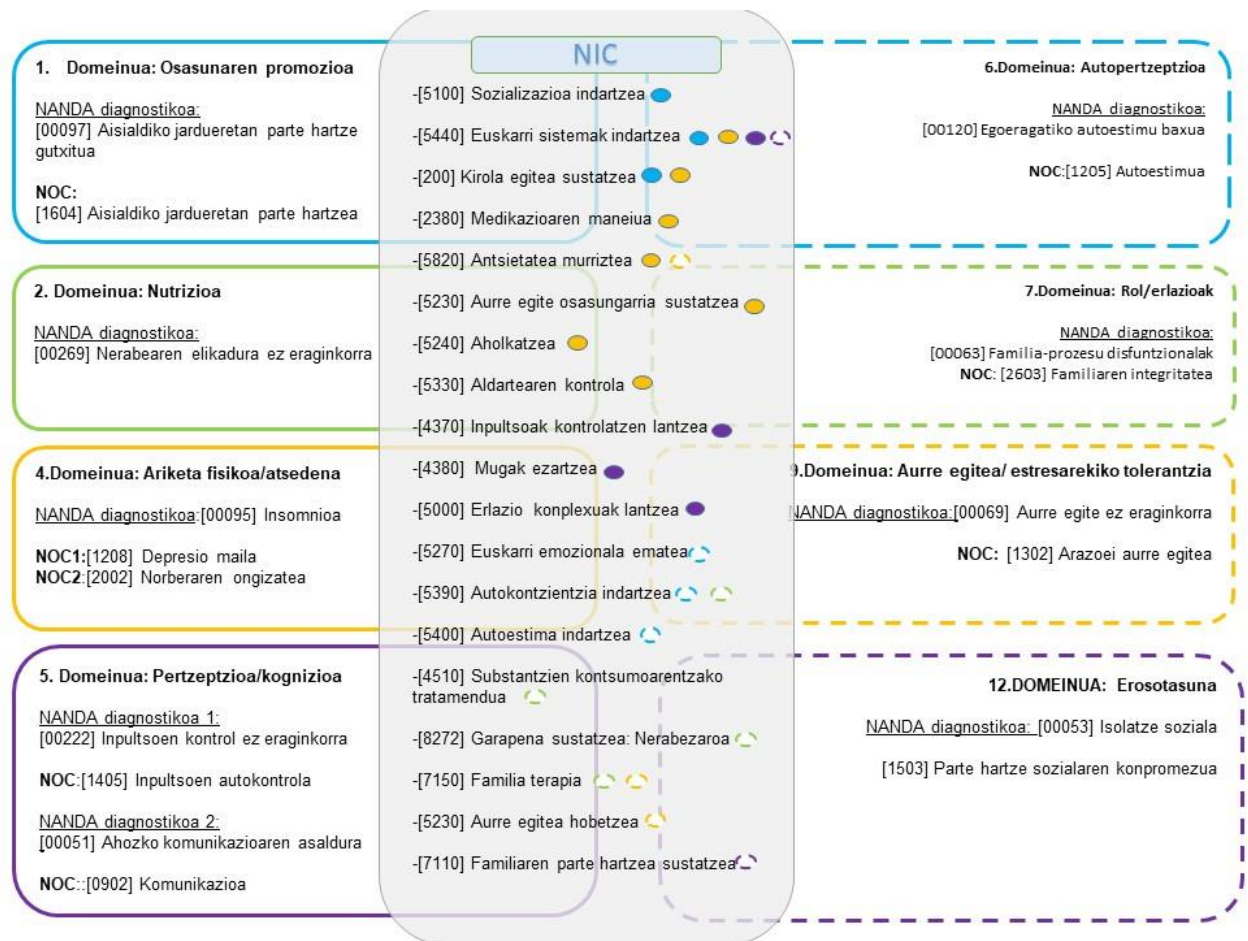 1. Domeinua: Osasunaren promozioa
NANDA diagnostikoa:
[00097] Aisialdiko jardueretan parte hartze
gutxitua
NOC:
[1604] Aisialdiko jardueretan parte hartzea
2. Domeinua: Nutrizioa
NANDA diagnostikoa:
[00269] Nerabearen elikadura ez eraginkorra
4.Domeinua: Ariketa fisikoa/atsedena
NANDA diagnostikoa:[00095] Insomnioa
NOC1:[1208] Depresio maila
NOC2:[2002] Norberaren ongizatea
5. Domeinua: Pertzeptzioa/kognizioa
NANDA diagnostikoa 1:
[00222] Inpultsoen kontrol ez eraginkorra
NOC:[1405] Inpultsoen autokontrola
NANDA diagnostikoa 2:
[00051] Ahozko komunikazioaren asaldura
NOC::[0902] Komunikazioa
NIC
-[5100] Sozializazioa indartzea
-[5440] Euskarri sistemak indartzea
-[200] Kirola egitea sustatzea
-[2380] Medikazioaren maneiua
-[5820] Antsietatea murriztea
-[5230] Aurre egite osasungarria sustatzea
-[5240] Aholkatzea
-[5330] Aldartearen kontrola
-[4370] Inpultsoak kontrolatzen lantzea
-[4380] Mugak ezartzea
-[5000] Erlazio konplexuak lantzea
-[5270] Euskarri emozionala ematea
-[5390] Autokontzientzia indartzea
-[5400] Autoestima indartzea
-[4510] Substantzien kontsumoarentzako
tratamendua
-[8272] Garapena sustatzea: Nerabezaroa
-[7150] Familia terapia
-[5230] Aurre egitea hobetzea
-[7110] Familiaren parte hartzea sustatzea
6.Domeinua: Autopertzeptzioa
NANDA diagnostikoa:
[00120] Egoeragatiko autoestimu baxua
NOC:[1205] Autoestimua
7.Domeinua: Rol/erlazioak
NANDA diagnostikoa:
[00063] Familia-prozesu disfuntzionalak
NOC: [2603] Familiaren integritatea
9.Domeinua: Aurre egitea/ estresarekiko tolerantzia
NANDA diagnostikoa:[00069] Aurre egite ez eraginkorra
NOC: [1302] Arazoei aurre egitea
12.DOMEINUA: Erosotasuna
NANDA diagnostikoa: [00053] Isolatze soziala
[1503] Parte hartze sozialaren konpromezua